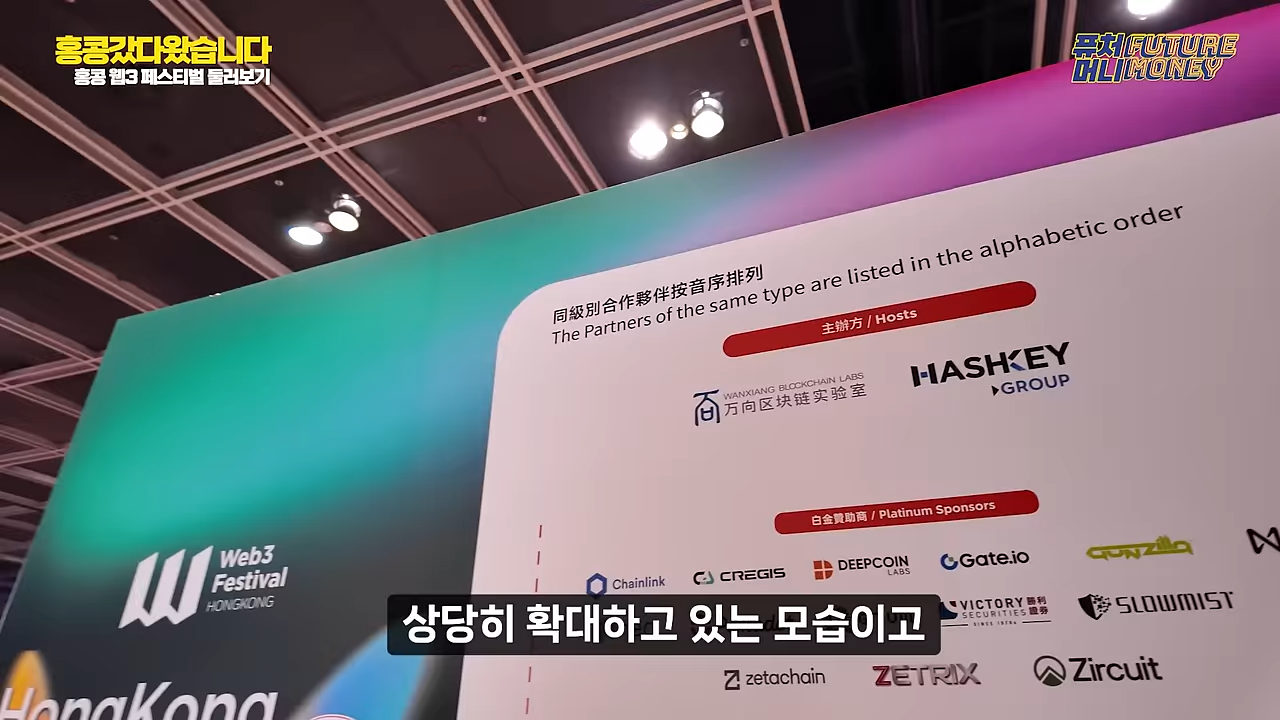 홍콩갔다왔습니다
홍콩 웹3 페스티벌 둘러보기
퓨처 FUTURE
머니 MONEY
同級別合作夥伴按音序排列
The Partners of the same type are listed in the alphabetic order
主辦方 / Hosts
WANXIANG BLOCKCHAIN LABS
万向区块链实验室
HASHKEY
GROUP
白金贊助商 / Platinum Sponsors
Chainlink
CREGIS
DEEPCOIN
LABS
Gate.io
GUNZILLA
VICTORY 勝利
SECURITIES 證券
SINCE 1971
SLOWMIST
zetachain
ZETRIX
Zircuit
Web3
Festival
HONGKONG
HongKong
상당히 확대하고 있는 모습이고